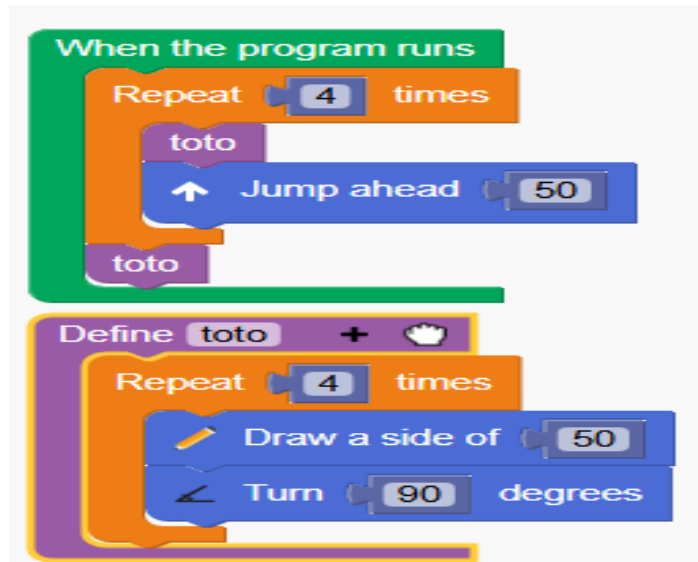 When the program runs
Repeat 4 times
toto
Jump ahead 50
toto
Define toto +
Repeat 4 times
Draw a side of 50
Turn 90 degrees